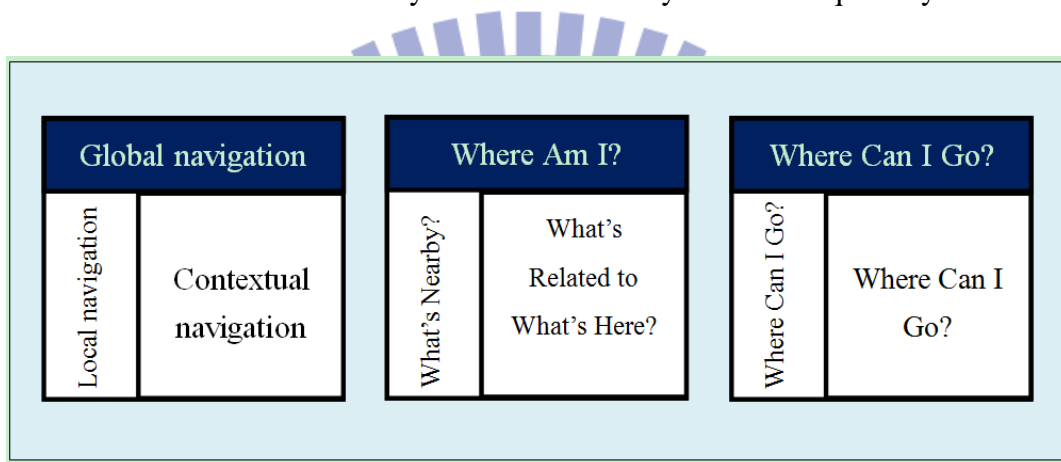 Global navigation
Local navigation
Contextual
navigation
Where Am I?
What's Nearby?
What's
Related to
What's Here?
Where Can I Go?
Where Can I Go?
Where Can I
Go?